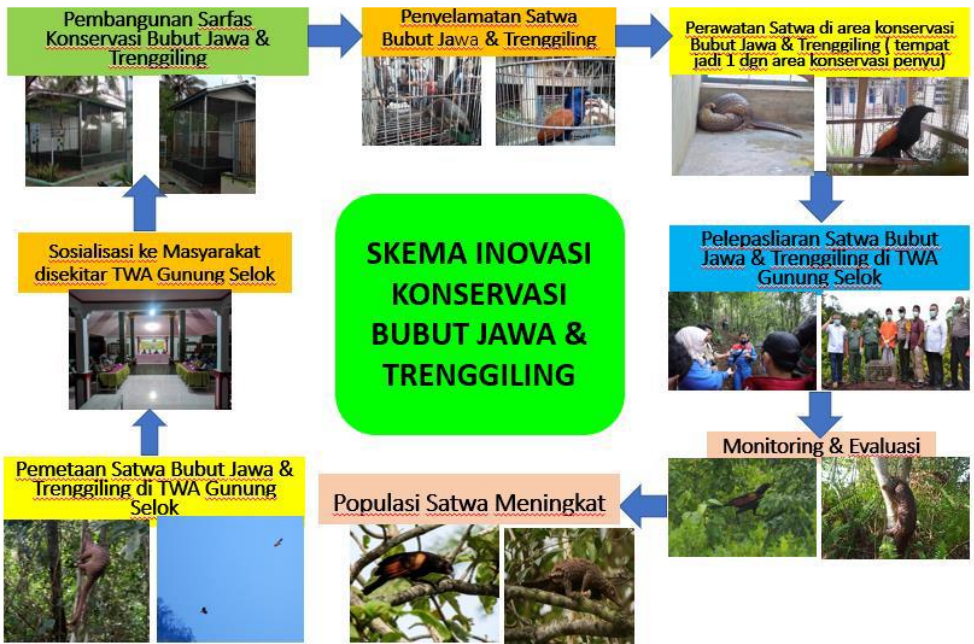 Pembangunan Sarfas
Konservasi Bubut Jawa &
Trenggiling
Penyelamatan Satwa
Bubut Jawa & Trenggiling
Perawatan Satwa di area konservasi
Bubut Jawa & Trenggiling ( tempat
jadi 1 dgn area konservasi penyu)
Sosialisasi ke Masyarakat
disekitar TWA Gunung Selok
SKEMA INOVASI
KONSERVASI
BUBUT JAWA &
TRENGGILING
Pelepasliaran Satwa Bubut
Jawa & Trenggiling di TWA
Gunung Selok
Pemetaan Satwa Bubut Jawa &
Trenggiling di TWA Gunung
Selok
Populasi Satwa Meningkat
Monitoring & Evaluasi